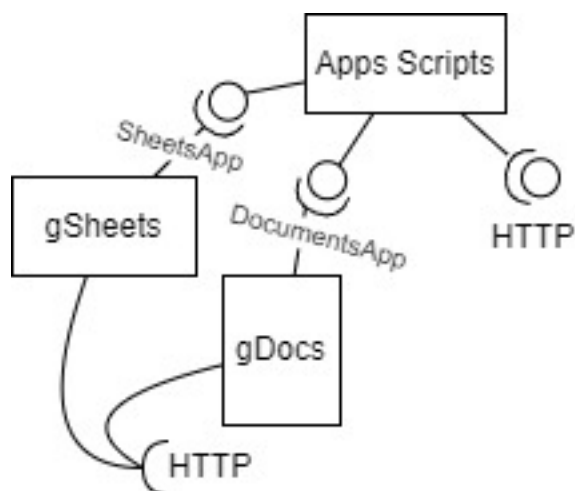 Apps Scripts
SheetsApp
gSheets
DocumentsApp
HTTP
gDocs
HTTP